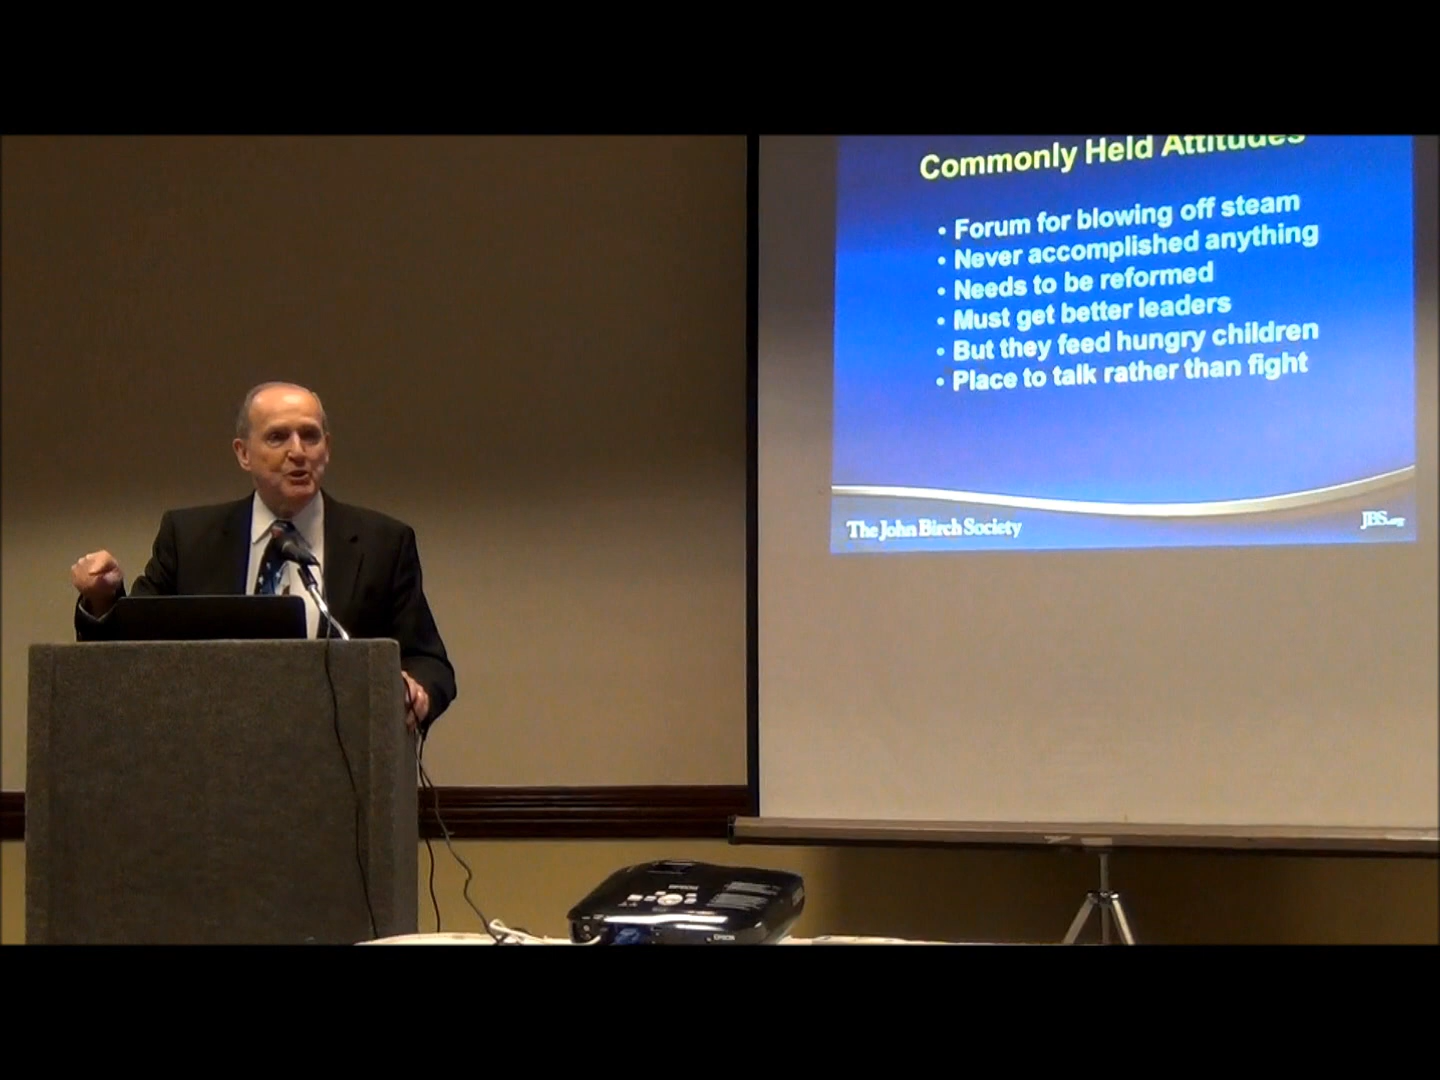 Commonly Held Attitudes
• Forum for blowing off steam
• Never accomplished anything
• Needs to be reformed
• Must get better leaders
• But they feed hungry children
• Place to talk rather than fight
The John Birch Society
JBS.org
EPSON